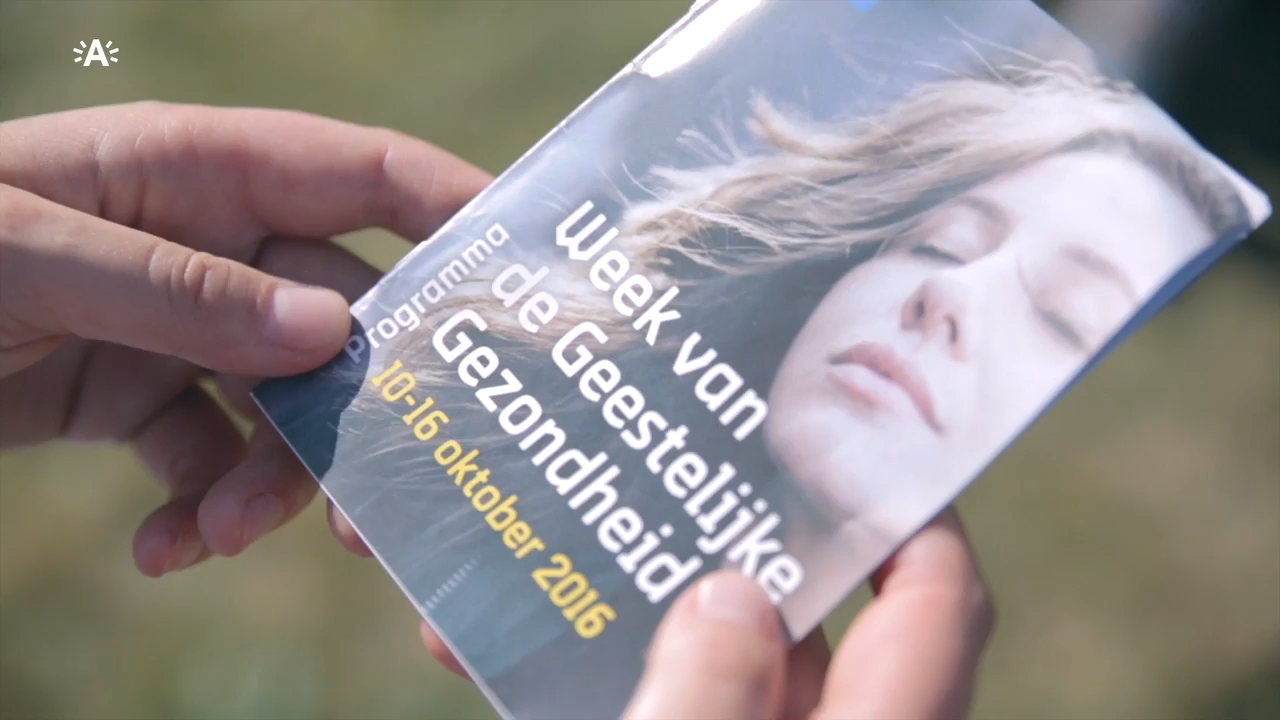 A
Programma
Week van
de Geestelijke
Gezondheid
10-16 oktober 2016